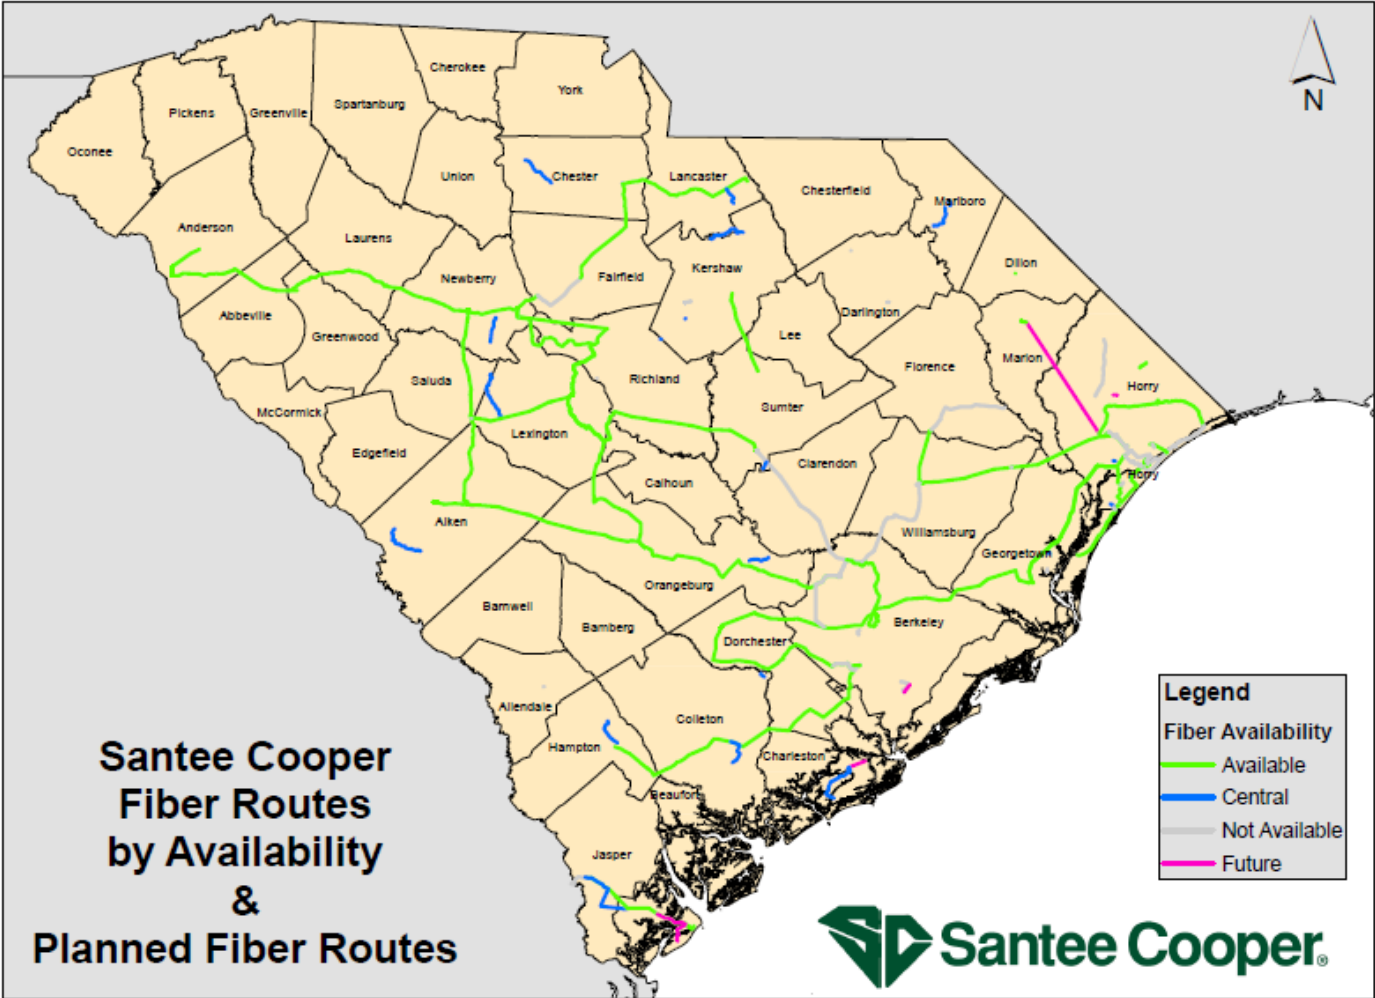 N
Cherokee
York
Spartanburg
Greenville
Pickens
Oconee
Union
Chester
Lancaster
Chesterfield
Marlboro
Anderson
Laurens
Newberry
Fairfield
Kershaw
Dillon
Abbeville
Greenwood
Darlington
Lee
Marion
Florence
Horry
Saluda
Richland
Sumter
McCormick
Lexington
Edgefield
Clarendon
Horry
Calhoun
Aiken
Williamsburg
Georgetown
Orangeburg
Barnwell
Bamberg
Berkeley
Dorchester
Allendale
Colleton
Hampton
Charleston
Beaufort
Jasper
Legend
Fiber Availability
Available
Central
Not Available
Future
Santee Cooper
Fiber Routes
by Availability
&
Planned Fiber Routes
Santee Cooper®